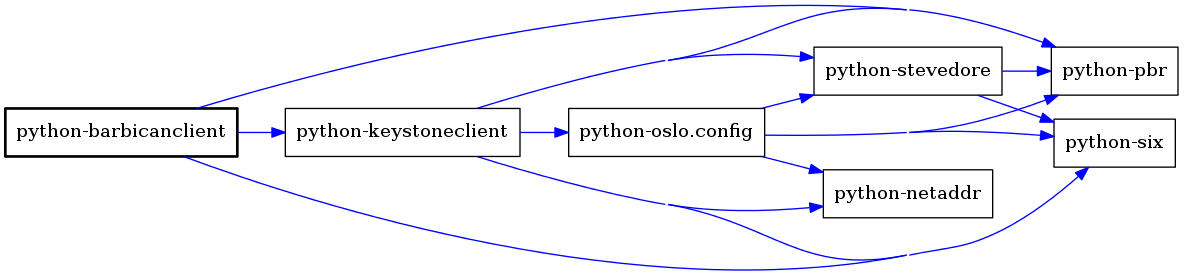 python-stevedore
python-pbr
python-barbicanclient
python-keystoneclient
python-oslo.config
python-six
python-netaddr